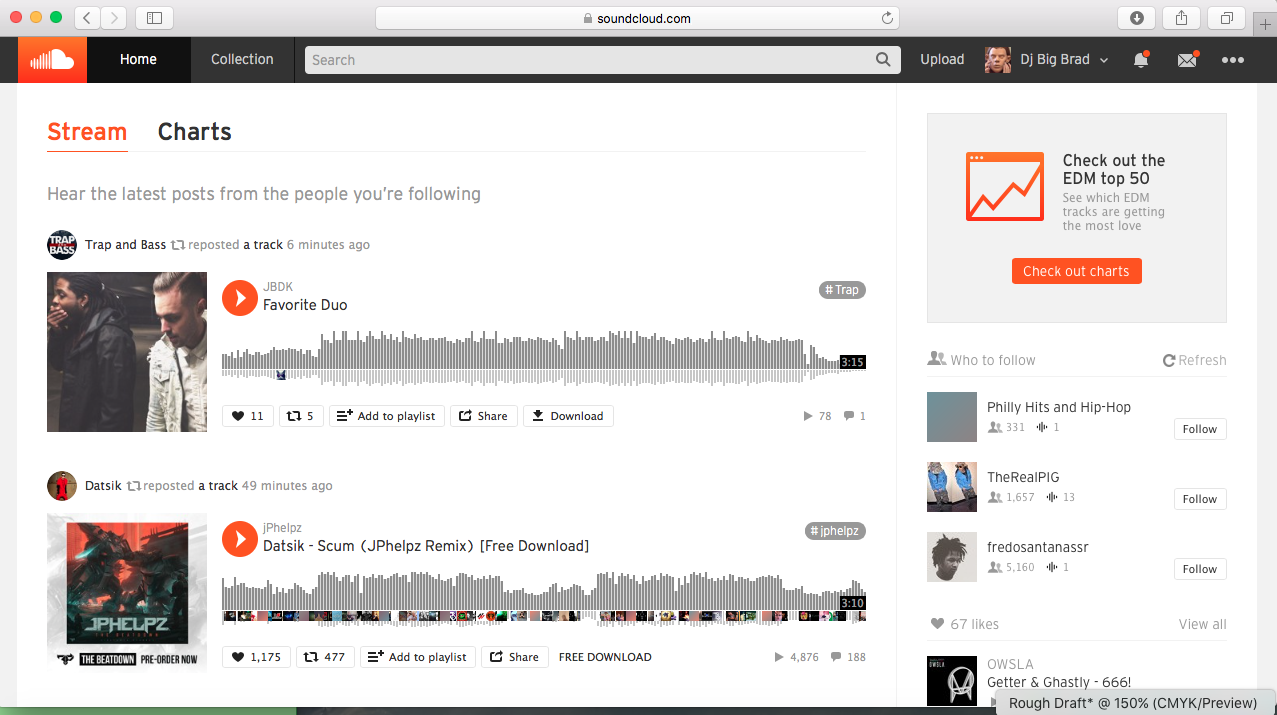 soundcloud.com
Home
Collection
Search
Upload
Dj Big Brad
Stream
Charts
Hear the latest posts from the people you're following
TRAP
BASS
Trap and Bass reposted a track 6 minutes ago
JBDK
Favorite Duo
# Trap
3:15
11
5
Add to playlist
Share
Download
78
1
Datsik reposted a track 49 minutes ago
JPHELPZ
THE BEATDOWN
THE BEATDOWN PRE-ORDER NOW
jPhelpz
Datsik - Scum (JPhelpz Remix) [Free Download]
# jphelpz
3:10
1,175
477
Add to playlist
Share
FREE DOWNLOAD
4,876
188
Check out the
EDM top 50
See which EDM
tracks are getting
the most love
Check out charts
Who to follow
Refresh
Philly Hits and Hip-Hop
331
1
Follow
TheRealPIG
1,657
13
Follow
fredosantanassr
5,160
1
Follow
67 likes
View all
OWSLA
OWSLA
Getter & Ghastly - 666!
Rough Draft* @ 150% (CMYK/Preview)